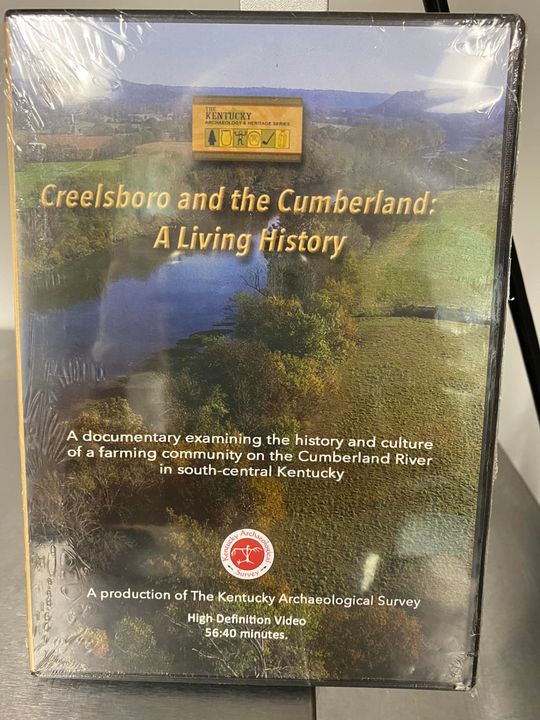 THE
KENTUCKY
ARCHAEOLOGY & HERITAGE SERIES
Creelsboro and the Cumberland:
A Living History
A documentary examining the history and culture
of a farming community on the Cumberland River
in south-central Kentucky
Kentucky Archaeological
Survey
A production of The Kentucky Archaeological Survey
High Definition Video
56:40 minutes.